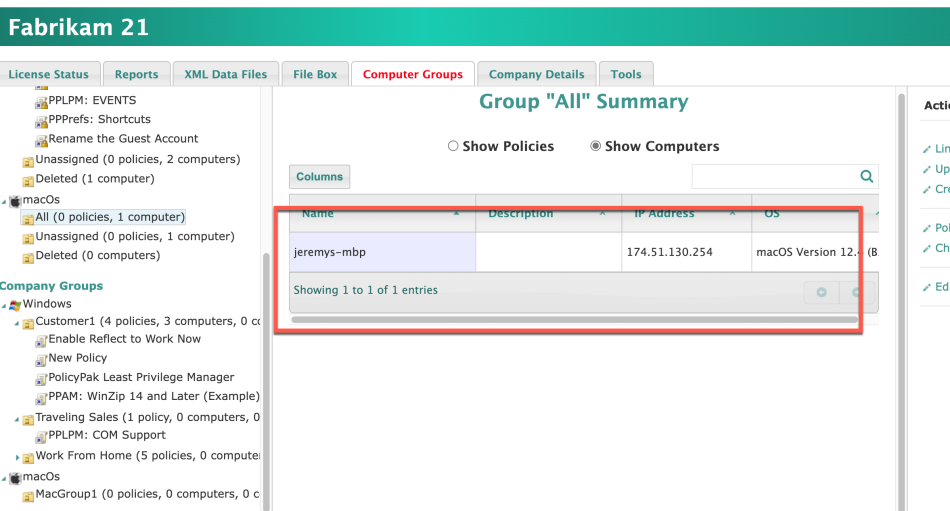 Fabrikam 21
License Status
Reports
XML Data Files
File Box
Computer Groups
Company Details
Tools
PPLPM: EVENTS
PPPrefs: Shortcuts
Rename the Guest Account
Unassigned (0 policies, 2 computers)
Deleted (1 computer)
macOs
All (0 policies, 1 computer)
Unassigned (0 policies, 1 computer)
Deleted (0 computers)
Company Groups
Windows
Customer1 (4 policies, 3 computers, 0 co
Enable Reflect to Work Now
New Policy
PolicyPak Least Privilege Manager
PPAM: WinZip 14 and Later (Example)
Traveling Sales (1 policy, 0 computers, 0
PPLPM: COM Support
Work From Home (5 policies, 0 compute
macOs
MacGroup1 (0 policies, 0 computers, 0 c
Group "All" Summary
Show Policies
Show Computers
Columns
Name
Description
IP Address
OS
jeremys-mbp
174.51.130.254
macOS Version 12.4 (B
Showing 1 to 1 of 1 entries
Actio
Lin
Up
Cre
Pol
Ch
Ed